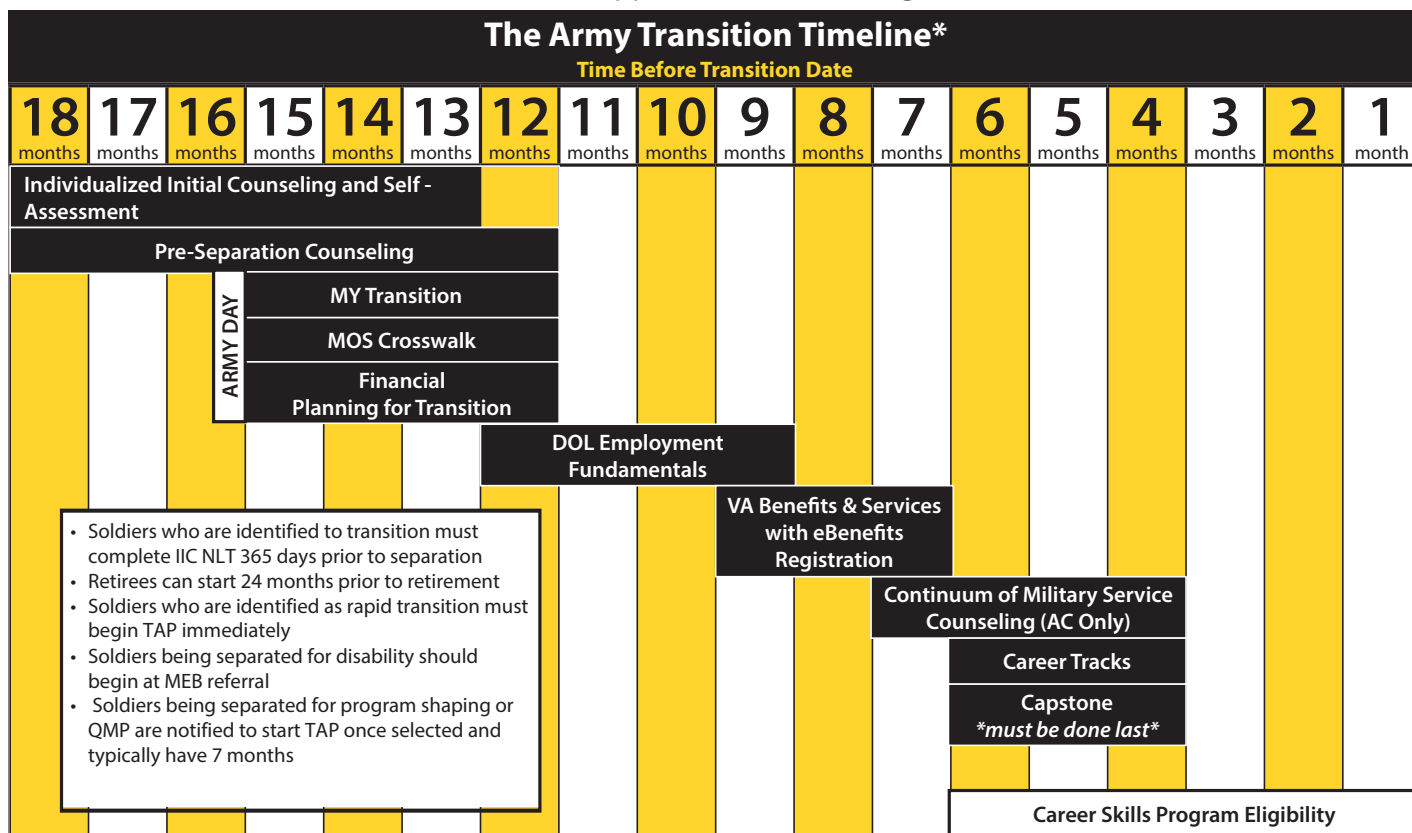 The Army Transition Timeline*
Time Before Transition Date
18 17 16 15 14 13 12 11 10 9 8 7 6 5 4 3 2 1
months months months months months months months months months months months months months months months months months month
Individualized Initial Counseling and Self -
Assessment
Pre-Separation Counseling
ARMY DAY
MY Transition
MOS Crosswalk
Financial
Planning for Transition
DOL Employment
Fundamentals
VA Benefits & Services
with eBenefits
Registration
Continuum of Military Service
Counseling (AC Only)
Career Tracks
Capstone
*must be done last*
• Soldiers who are identified to transition must
complete IIC NLT 365 days prior to separation
• Retirees can start 24 months prior to retirement
• Soldiers who are identified as rapid transition must
begin TAP immediately
• Soldiers being separated for disability should
begin at MEB referral
• Soldiers being separated for program shaping or
QMP are notified to start TAP once selected and
typically have 7 months
Career Skills Program Eligibility